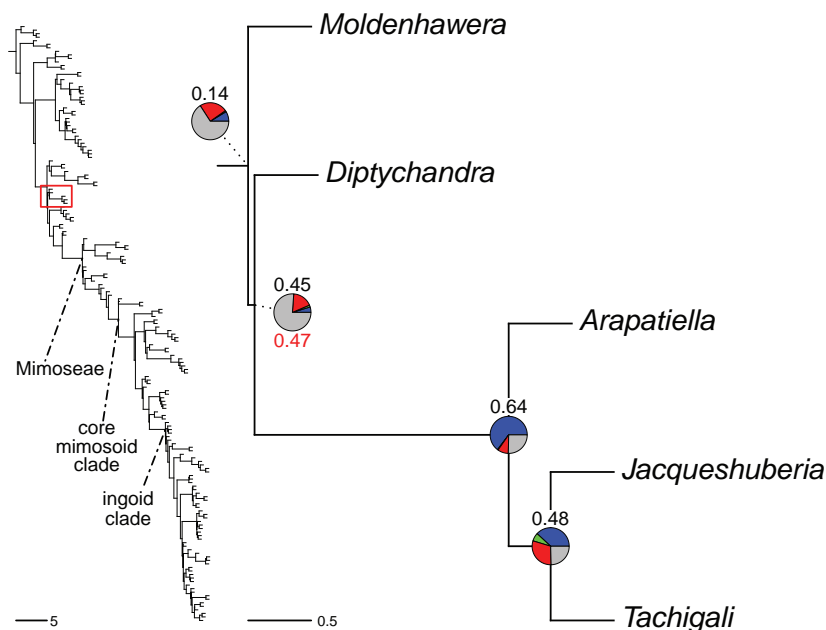 Moldenhawera
0.14
Diptychandra
0.45
0.47
Arapatiella
0.64
Mimoseae
core
mimosoid
clade
ingoid
clade
Jacqueshuberia
0.48
5
0.5
Tachigali